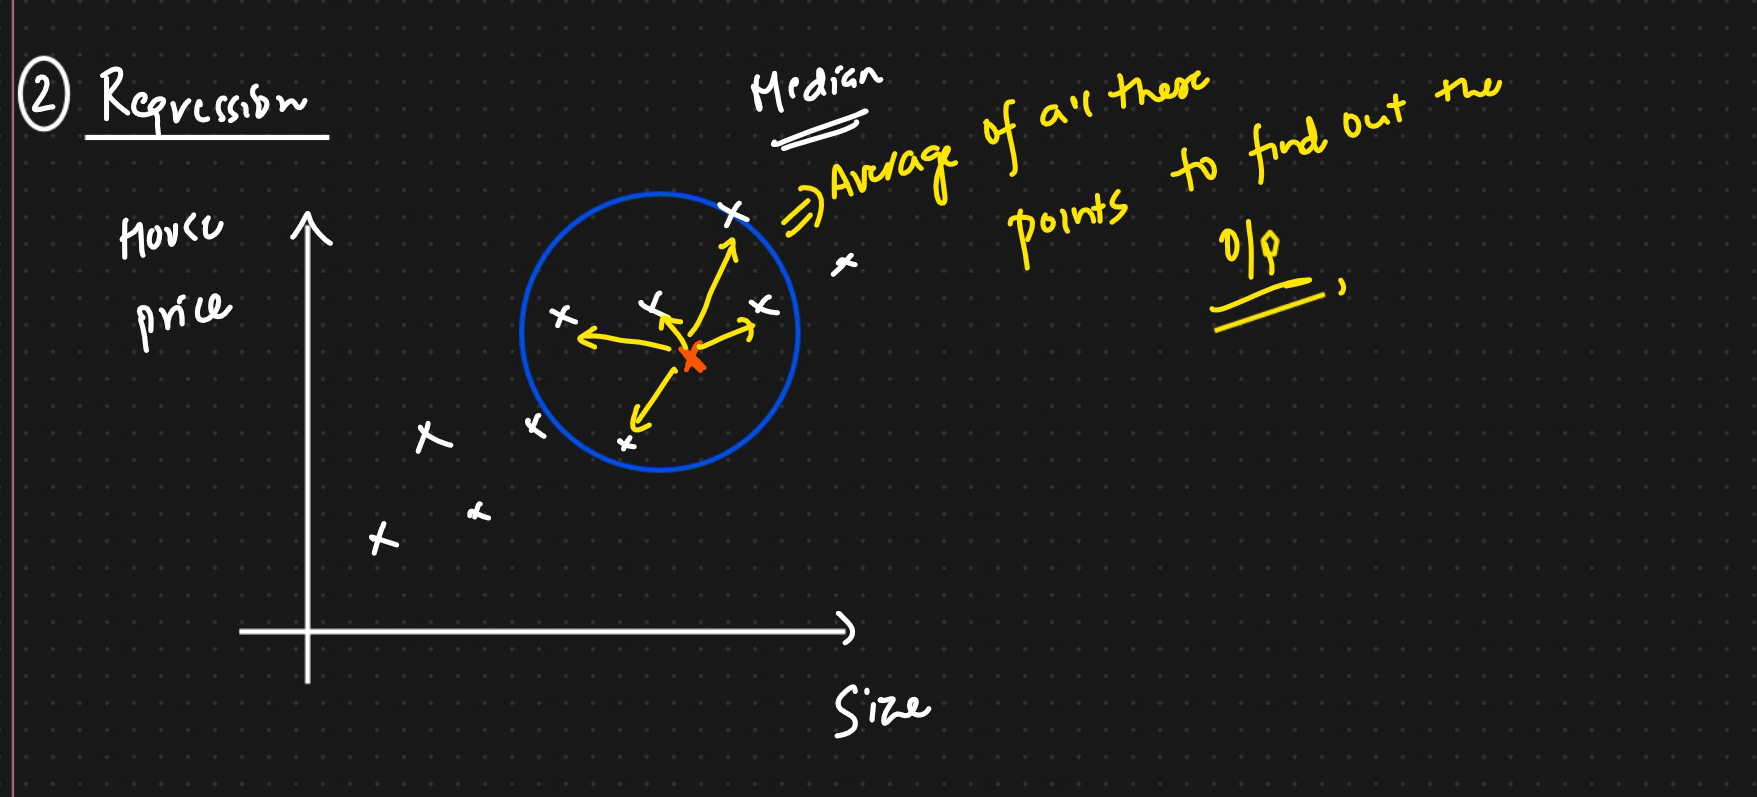 2 Regression
Median
⇒ Average of all these
points to find out the
O/p
House
price
Size